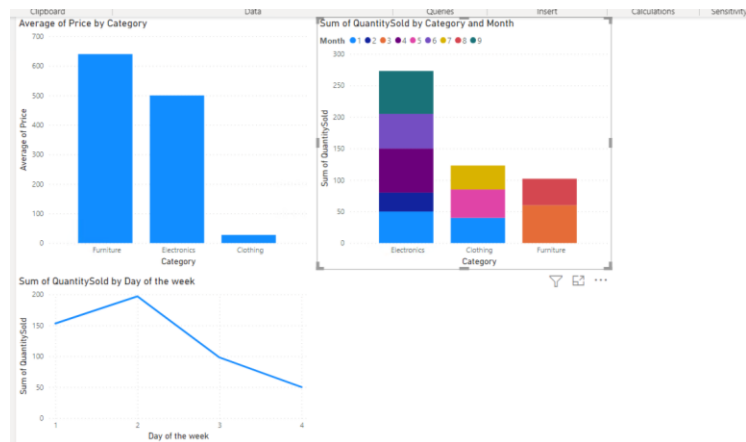 Clipboard Data Queries Insert Calculations Sensitivity
Average of Price by Category
700
600
500
400
300
200
100
0
Average of Price
Furniture Electronics Clothing
Category
Sum of QuantitySold by Category and Month
Month 1 2 3 4 5 6 7 8 9
300
250
200
150
100
50
0
Sum of QuantitySold
Electronics Clothing Furniture
Category
Sum of QuantitySold by Day of the week
200
150
100
50
0
Sum of QuantitySold
1 2 3 4
Day of the week